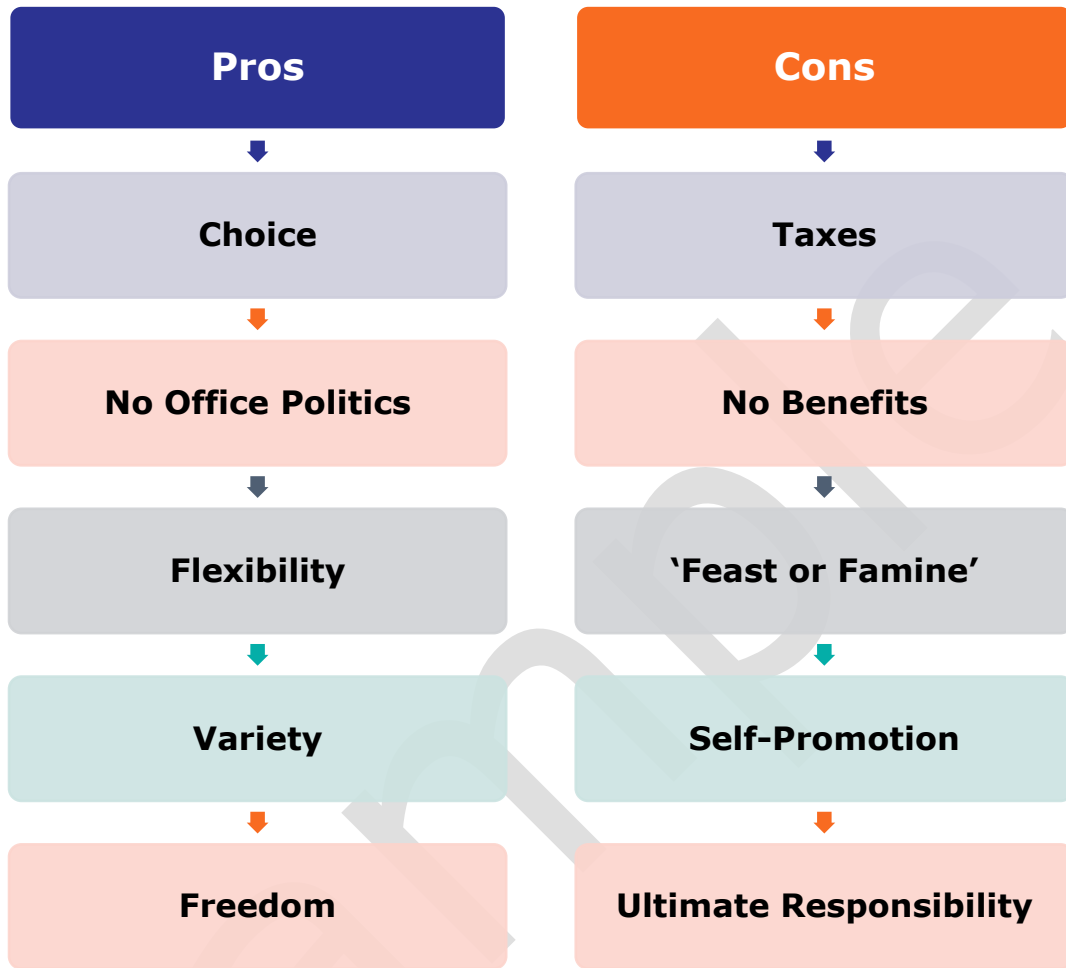 Pros
Choice
No Office Politics
Flexibility
Variety
Freedom
Cons
Taxes
No Benefits
‘Feast or Famine’
Self-Promotion
Ultimate Responsibility